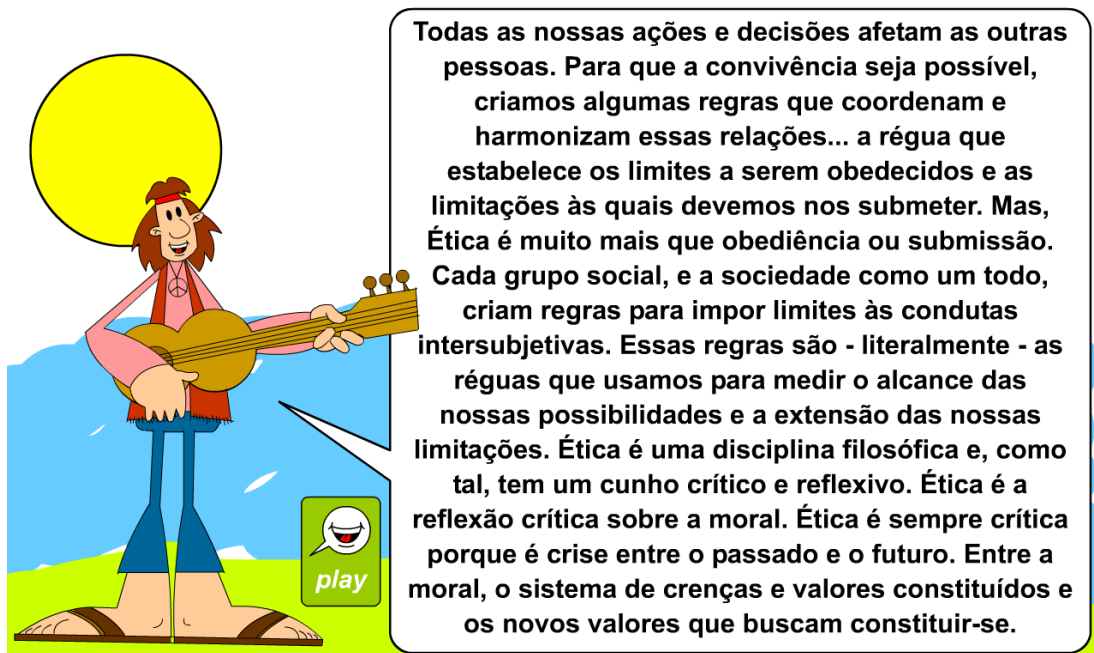 Todas as nossas ações e decisões afetam as outras
pessoas. Para que a convivência seja possível,
criamos algumas regras que coordenam e
harmonizam essas relações... a régua que
estabelece os limites a serem obedecidos e as
limitações às quais devemos nos submeter. Mas,
Ética é muito mais que obediência ou submissão.
Cada grupo social, e a sociedade como um todo,
criam regras para impor limites às condutas
intersubjetivas. Essas regras são - literalmente - as
réguas que usamos para medir o alcance das
nossas possibilidades e a extensão das nossas
limitações. Ética é uma disciplina filosófica e, como
tal, tem um cunho crítico e reflexivo. Ética é a
reflexão crítica sobre a moral. Ética é sempre crítica
porque é crise entre o passado e o futuro. Entre a
moral, o sistema de crenças e valores constituídos e
os novos valores que buscam constituir-se.
play